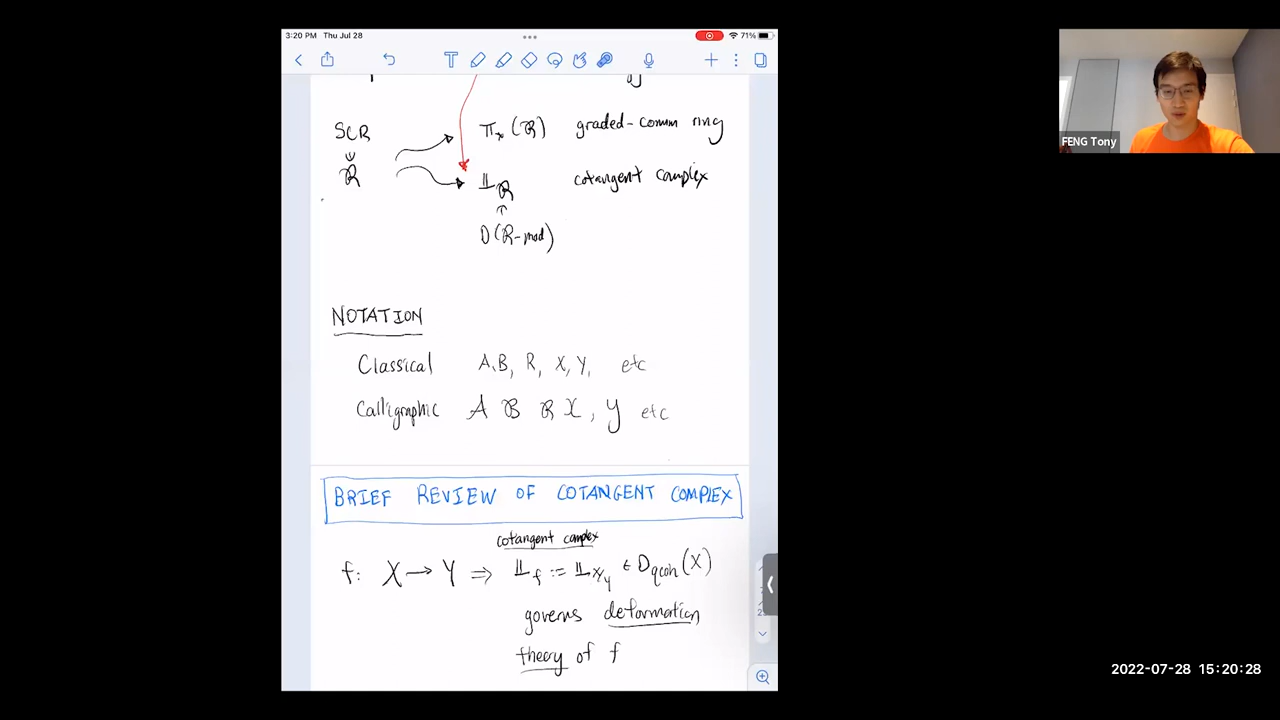 3:20 PM Thu Jul 28
71%
SCR
π* (R) graded-comm ring
R
𝕃R cotangent complex
D(R-mod)
NOTATION
Classical A,B, R, X,Y, etc
Calligraphic A B R X, Y etc
BRIEF REVIEW OF COTANGENT COMPLEX
cotangent complex
f: X → Y ⇒ 𝕃f := 𝕃X/Y ∈ Dqcoh(X)
governs deformation
theory of f
FENG Tony
2022-07-28 15:20:28